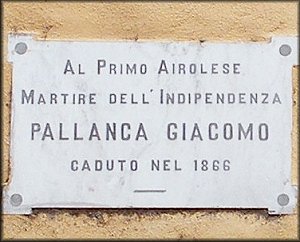 Al Primo Airolese
Martire dell'Indipendenza
PALLANCA GIACOMO
caduto nel 1866